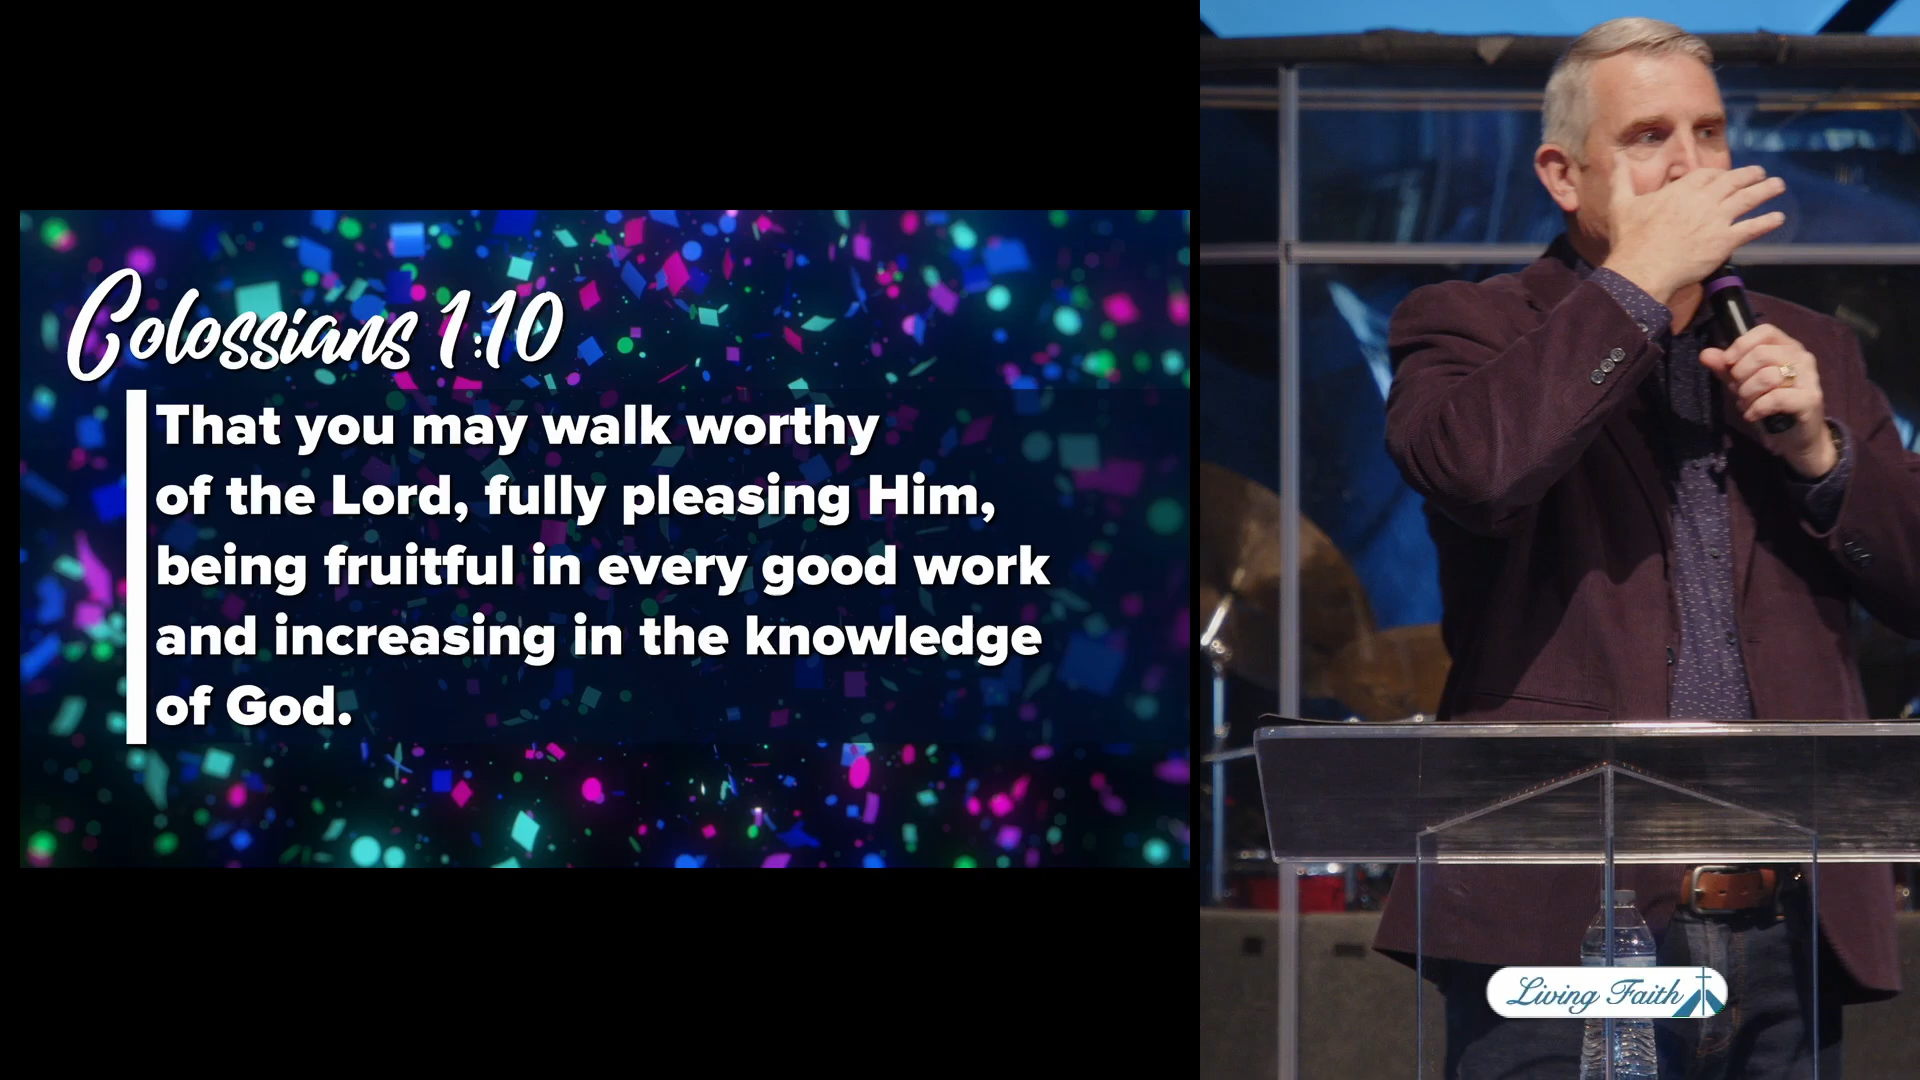 Colossians 1:10
That you may walk worthy
of the Lord, fully pleasing Him,
being fruitful in every good work
and increasing in the knowledge
of God.
Living Faith